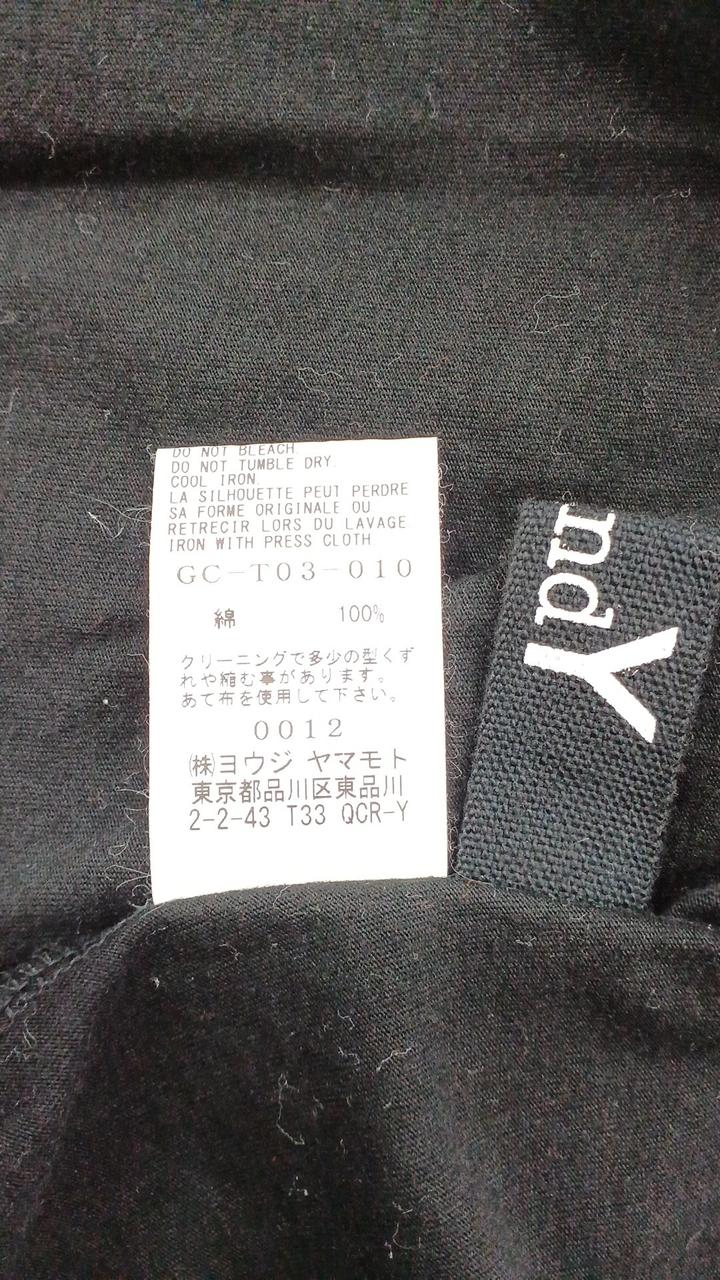 DO NOT BLEACH.
DO NOT TUMBLE DRY.
COOL IRON.
LA SILHOUETTE PEUT PERDRE
SA FORME ORIGINALE OU
RETRECIR LORS DU LAVAGE
IRON WITH PRESS CLOTH
GC-T03-010
綿 100%
クリーニングで多少の型くず
れや縮む事があります。
あて布を使用して下さい。
0012
㈱ヨウジ ヤマモト
東京都品川区東品川
2-2-43 T33 QCR-Y
ndY